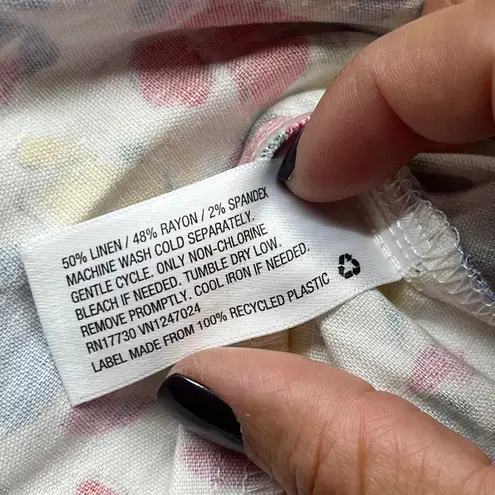 50% LINEN / 48% RAYON / 2% SPANDEX
MACHINE WASH COLD SEPARATELY.
GENTLE CYCLE. ONLY NON-CHLORINE
BLEACH IF NEEDED. TUMBLE DRY LOW.
REMOVE PROMPTLY. COOL IRON IF NEEDED.
RN17730 VN1247024
LABEL MADE FROM 100% RECYCLED PLASTIC